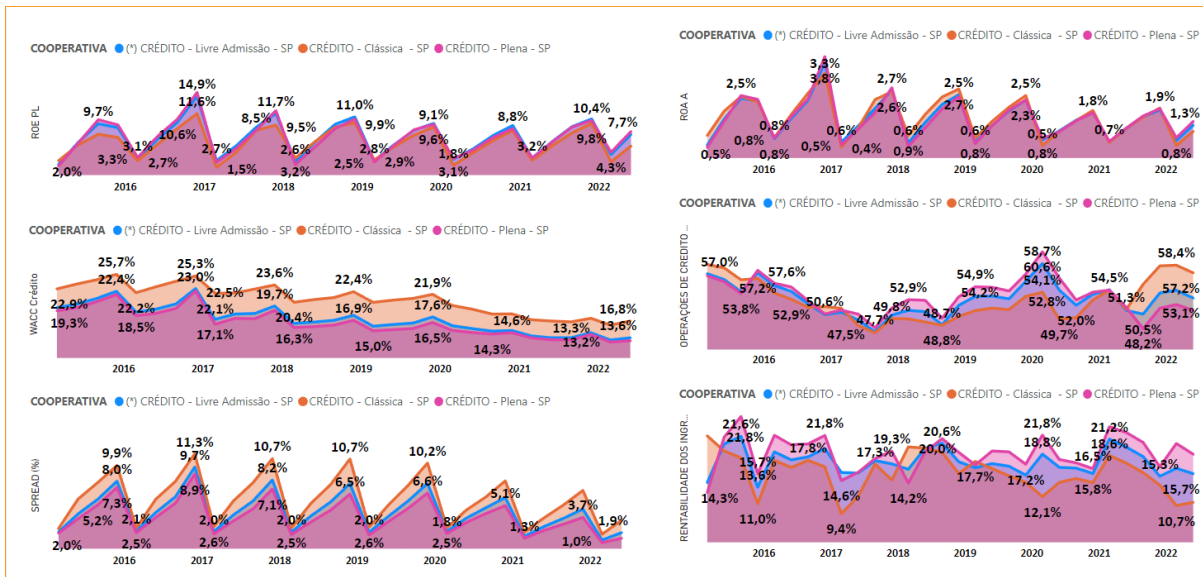 COOPERATIVA (*) CRÉDITO - Livre Admissão - SP CRÉDITO - Clássica - SP CRÉDITO - Plena - SP
ROE PL
14,9%
9,7% 11,6% 11,7% 11,0% 10,4%
8,5% 9,5% 9,9% 9,1% 8,8% 7,7%
10,6% 9,6% 9,8%
3,3% 3,1% 2,7% 2,6% 2,8% 1,8% 3,2%
2,0% 2,7% 1,5% 3,2% 2,5% 2,9% 3,1% 4,3%
2016 2017 2018 2019 2020 2021 2022
COOPERATIVA (*) CRÉDITO - Livre Admissão - SP CRÉDITO - Clássica - SP CRÉDITO - Plena - SP
WACC Crédito
25,7% 25,3% 23,6% 22,4% 21,9%
22,4% 23,0% 22,5% 19,7% 17,6% 16,8%
22,9% 22,2% 22,1% 20,4% 16,9% 14,6% 13,3% 13,6%
19,3% 18,5% 17,1% 16,3% 15,0% 16,5% 14,3% 13,2%
2016 2017 2018 2019 2020 2021 2022
COOPERATIVA (*) CRÉDITO - Livre Admissão - SP CRÉDITO - Clássica - SP CRÉDITO - Plena - SP
SPREAD (%)
9,9% 11,3% 10,7% 10,7% 10,2%
8,0% 9,7% 8,2% 6,5% 6,6% 5,1%
7,3% 8,9% 7,1% 3,7%
5,2% 2,1% 2,0% 2,0% 2,0% 1,8% 1,3% 1,9%
2,0% 2,5% 2,6% 2,5% 2,6% 2,5% 1,0%
2016 2017 2018 2019 2020 2021 2022
COOPERATIVA (*) CRÉDITO - Livre Admissão - SP CRÉDITO - Clássica - SP CRÉDITO - Plena - SP
ROA A
3,3%
2,5% 3,8% 2,7% 2,5% 2,5% 1,8% 1,9%
2,6% 2,7% 2,3% 1,3%
0,8% 0,6% 0,6% 0,6% 0,5% 0,7%
0,5% 0,8% 0,8% 0,5% 0,4% 0,9% 0,8% 0,8% 0,8%
2016 2017 2018 2019 2020 2021 2022
COOPERATIVA (*) CRÉDITO - Livre Admissão - SP CRÉDITO - Clássica - SP CRÉDITO - Plena - SP
OPERAÇÕES DE CREDITO ...
57,0% 57,6% 58,7% 58,4%
57,2% 52,9% 54,9% 60,6% 54,5% 57,2%
53,8% 52,9% 50,6% 49,8% 54,2% 54,1% 51,3% 53,1%
47,7% 48,7% 52,8% 52,0% 50,5%
47,5% 48,8% 49,7% 48,2%
2016 2017 2018 2019 2020 2021 2022
COOPERATIVA (*) CRÉDITO - Livre Admissão - SP CRÉDITO - Clássica - SP CRÉDITO - Plena - SP
RENTABILIDADE DOS INGR...
21,6% 21,8% 20,6% 21,8% 21,2%
21,8% 17,8% 19,3% 20,0% 18,8% 18,6%
15,7% 17,3% 17,7% 17,2% 16,5% 15,3%
14,3% 13,6% 14,6% 14,2% 15,8% 15,7%
11,0% 9,4% 12,1% 10,7%
2016 2017 2018 2019 2020 2021 2022